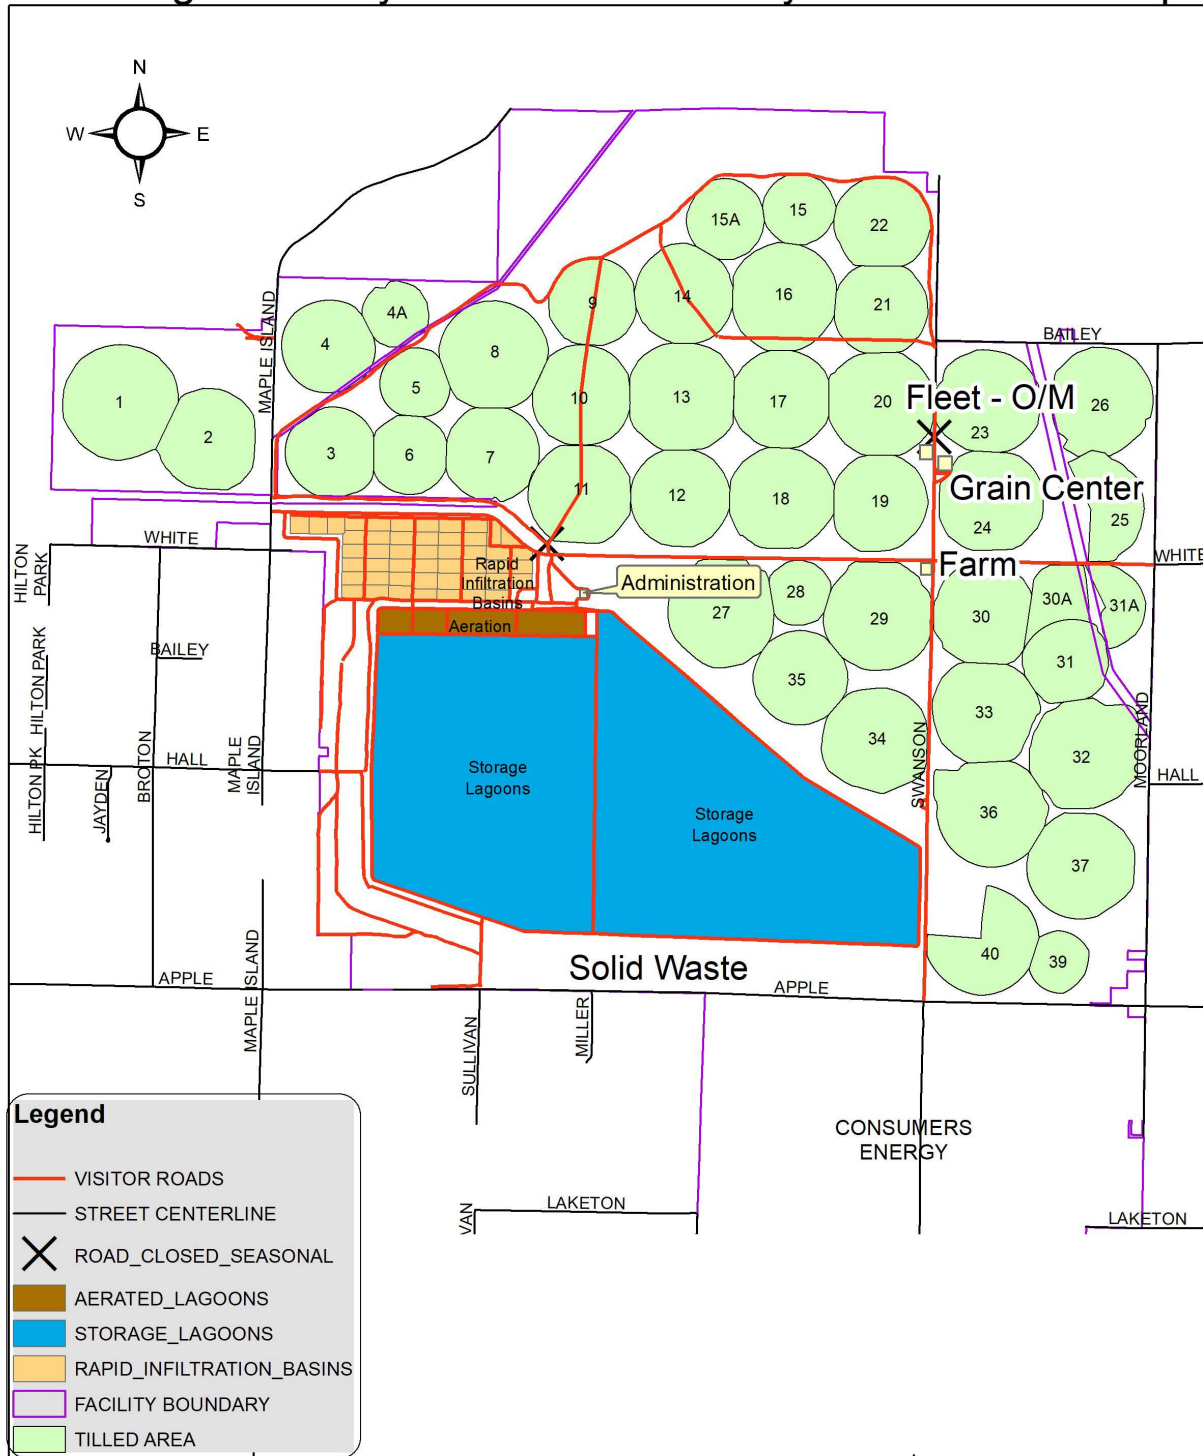 N
W E
S
15A
15
22
4A
9
14
16
21
4
8
MAPLE ISLAND
BAILEY
1
2
5
10
13
17
20
Fleet - O/M
23
26
3
6
7
11
12
18
19
Grain Center
24
25
WHITE
HILTON
PARK
Rapid
Infiltration
Basins
Administration
Farm
WHITE
27
28
29
30
30A
31A
Aeration
HILTON PARK
BAILEY
31
35
33
34
32
HILTON PK
JAYDEN
BROTON
HALL
MAPLE
ISLAND
Storage
Lagoons
Storage
Lagoons
SWANSON
MOORLAND
HALL
36
37
40
39
Solid Waste
APPLE
MAPLE ISLAND
APPLE
SULLIVAN
MILLER
CONSUMERS
ENERGY
VAN
LAKETON
LAKETON
Legend
VISITOR ROADS
STREET CENTERLINE
ROAD_CLOSED_SEASONAL
AERATED_LAGOONS
STORAGE_LAGOONS
RAPID_INFILTRATION_BASINS
FACILITY BOUNDARY
TILLED AREA